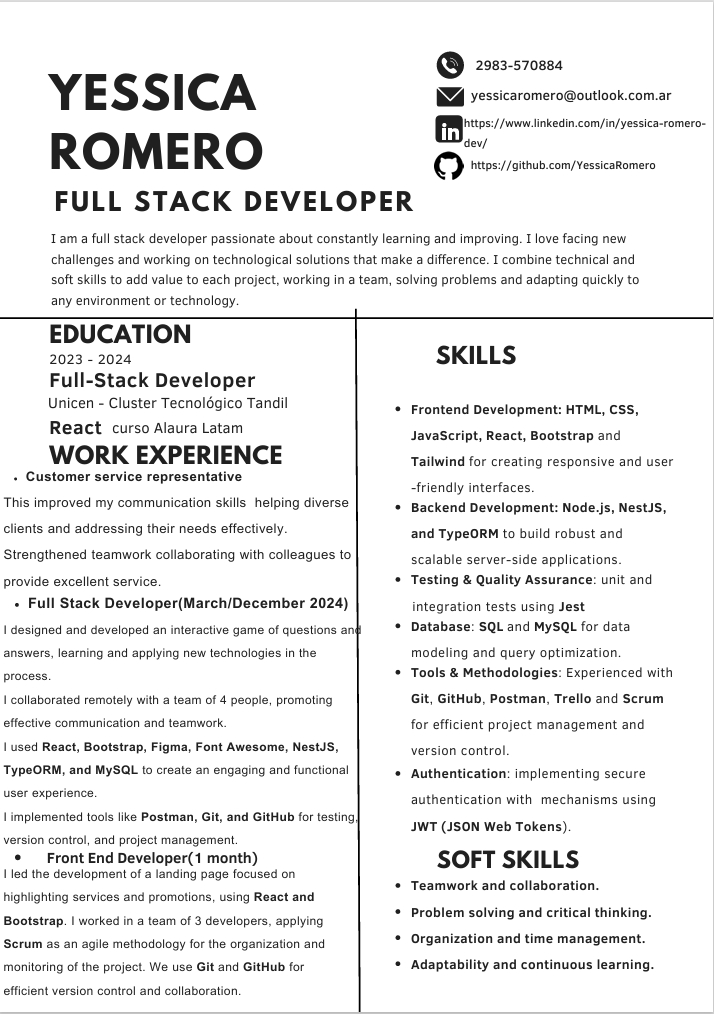 YESSICA
ROMERO
FULL STACK DEVELOPER
2983-570884
yessicaromero@outlook.com.ar
https://www.linkedin.com/in/yessica-romero-
dev/
https://github.com/YessicaRomero
I am a full stack developer passionate about constantly learning and improving. I love facing new
challenges and working on technological solutions that make a difference. I combine technical and
soft skills to add value to each project, working in a team, solving problems and adapting quickly to
any environment or technology.
EDUCATION
2023 - 2024
Full-Stack Developer
Unicen - Cluster Tecnológico Tandil
React curso Alaura Latam
WORK EXPERIENCE
• Customer service representative
This improved my communication skills helping diverse
clients and addressing their needs effectively.
Strengthened teamwork collaborating with colleagues to
provide excellent service.
• Full Stack Developer(March/December 2024)
I designed and developed an interactive game of questions and
answers, learning and applying new technologies in the
process.
I collaborated remotely with a team of 4 people, promoting
effective communication and teamwork.
I used React, Bootstrap, Figma, Font Awesome, NestJS,
TypeORM, and MySQL to create an engaging and functional
user experience.
I implemented tools like Postman, Git, and GitHub for testing,
version control, and project management.
• Front End Developer(1 month)
I led the development of a landing page focused on
highlighting services and promotions, using React and
Bootstrap. I worked in a team of 3 developers, applying
Scrum as an agile methodology for the organization and
monitoring of the project. We use Git and GitHub for
efficient version control and collaboration.
SKILLS
• Frontend Development: HTML, CSS,
JavaScript, React, Bootstrap and
Tailwind for creating responsive and user
-friendly interfaces.
• Backend Development: Node.js, NestJS,
and TypeORM to build robust and
scalable server-side applications.
• Testing & Quality Assurance: unit and
integration tests using Jest
• Database: SQL and MySQL for data
modeling and query optimization.
• Tools & Methodologies: Experienced with
Git, GitHub, Postman, Trello and Scrum
for efficient project management and
version control.
• Authentication: implementing secure
authentication with mechanisms using
JWT (JSON Web Tokens).
SOFT SKILLS
• Teamwork and collaboration.
• Problem solving and critical thinking.
• Organization and time management.
• Adaptability and continuous learning.